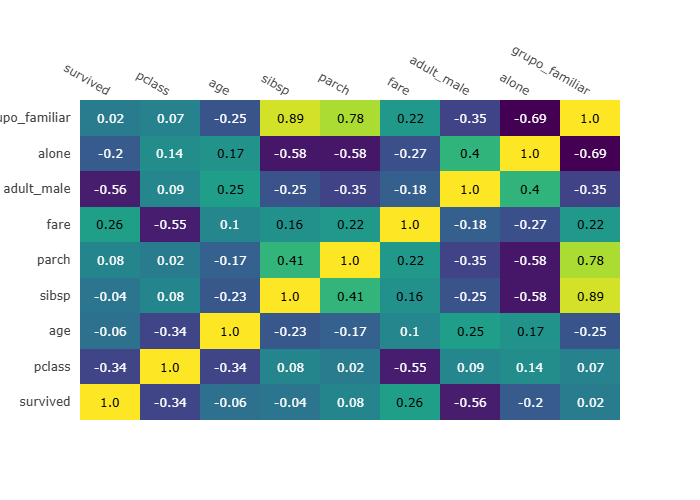 survived pclass age sibsp parch fare adult_male alone grupo_familiar
upo_familiar 0.02 0.07 -0.25 0.89 0.78 0.22 -0.35 -0.69 1.0
alone -0.2 0.14 0.17 -0.58 -0.58 -0.27 0.4 1.0 -0.69
adult_male -0.56 0.09 0.25 -0.25 -0.35 -0.18 1.0 0.4 -0.35
fare 0.26 -0.55 0.1 0.16 0.22 1.0 -0.18 -0.27 0.22
parch 0.08 0.02 -0.17 0.41 1.0 0.22 -0.35 -0.58 0.78
sibsp -0.04 0.08 -0.23 1.0 0.41 0.16 -0.25 -0.58 0.89
age -0.06 -0.34 1.0 -0.23 -0.17 0.1 0.25 0.17 -0.25
pclass -0.34 1.0 -0.34 0.08 0.02 -0.55 0.09 0.14 0.07
survived 1.0 -0.34 -0.06 -0.04 0.08 0.26 -0.56 -0.2 0.02